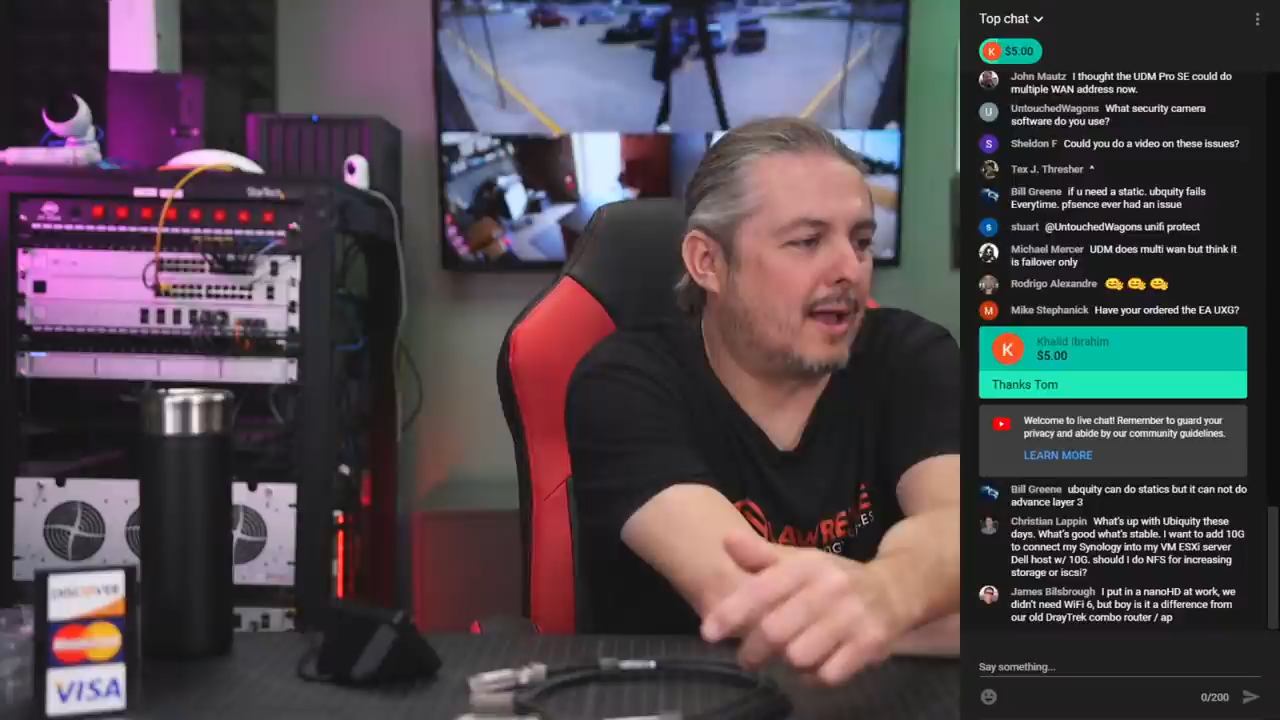 Top chat
K $5.00
John Mautz I thought the UDM Pro SE could do
multiple WAN address now.
U UntouchedWagons What security camera
software do you use?
S Sheldon F Could you do a video on these issues?
Tex J. Thresher ^
Bill Greene if u need a static. ubquity fails
Everytime. pfsence ever had an issue
s stuart @UntouchedWagons unifi protect
Michael Mercer UDM does multi wan but think it
is failover only
Rodrigo Alexandre
M Mike Stephanick Have your ordered the EA UXG?
K Khalid Ibrahim
$5.00
Thanks Tom
Welcome to live chat! Remember to guard your
privacy and abide by our community guidelines.
LEARN MORE
Bill Greene ubquity can do statics but it can not do
advance layer 3
Christian Lappin What's up with Ubiquity these
days. What's good what's stable. I want to add 10G
to connect my Synology into my VM ESXi server
Dell host w/ 10G. should I do NFS for increasing
storage or iscsi?
James Bilsbrough I put in a nanoHD at work, we
didn't need WiFi 6, but boy is it a difference from
our old DrayTrek combo router / ap
Say something...
0/200
StarTech
DISCOVER
MasterCard
VISA